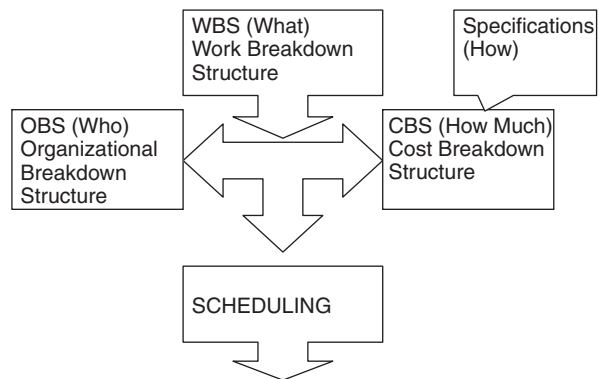 WBS (What)
Work Breakdown
Structure
Specifications
(How)
OBS (Who)
Organizational
Breakdown
Structure
CBS (How Much)
Cost Breakdown
Structure
SCHEDULING